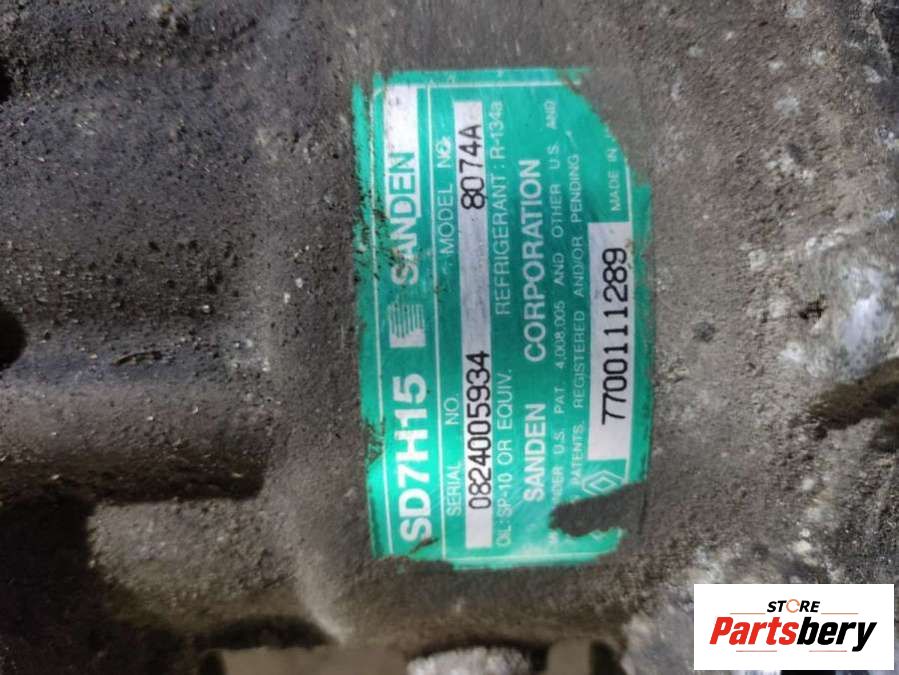 SD7H15 SANDEN
SERIAL NO. MODEL NO.
0824005934 8074A
OIL: SP-10 OR EQUIV. REFRIGERANT: R-134a
SANDEN CORPORATION
UNDER U.S. PAT. 4,008,005 AND OTHER U.S. AND
PATENTS, REGISTERED AND/OR PENDING
7700111289 MADE IN
STORE
Partsbery